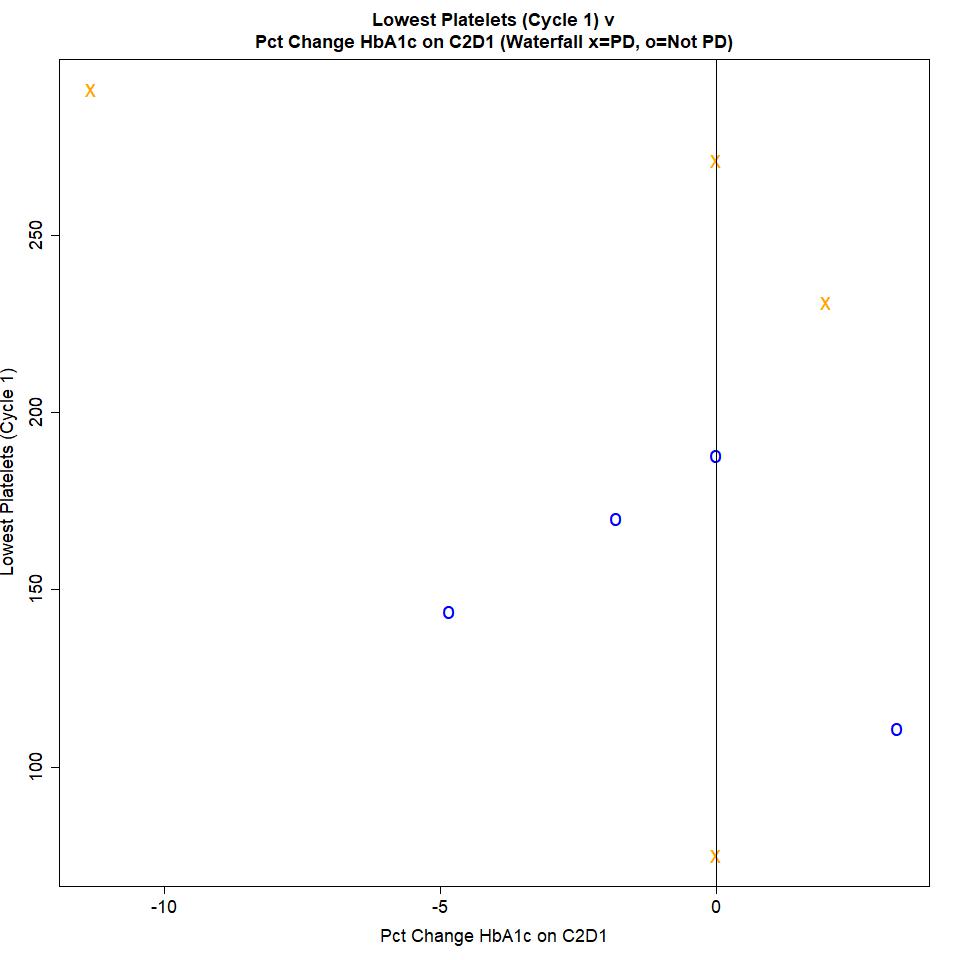 Lowest Platelets (Cycle 1) v
Pct Change HbA1c on C2D1 (Waterfall x=PD, o=Not PD)
Lowest Platelets (Cycle 1)
250
200
150
100
X
X
X
O
O
O
O
X
-10
-5
0
Pct Change HbA1c on C2D1